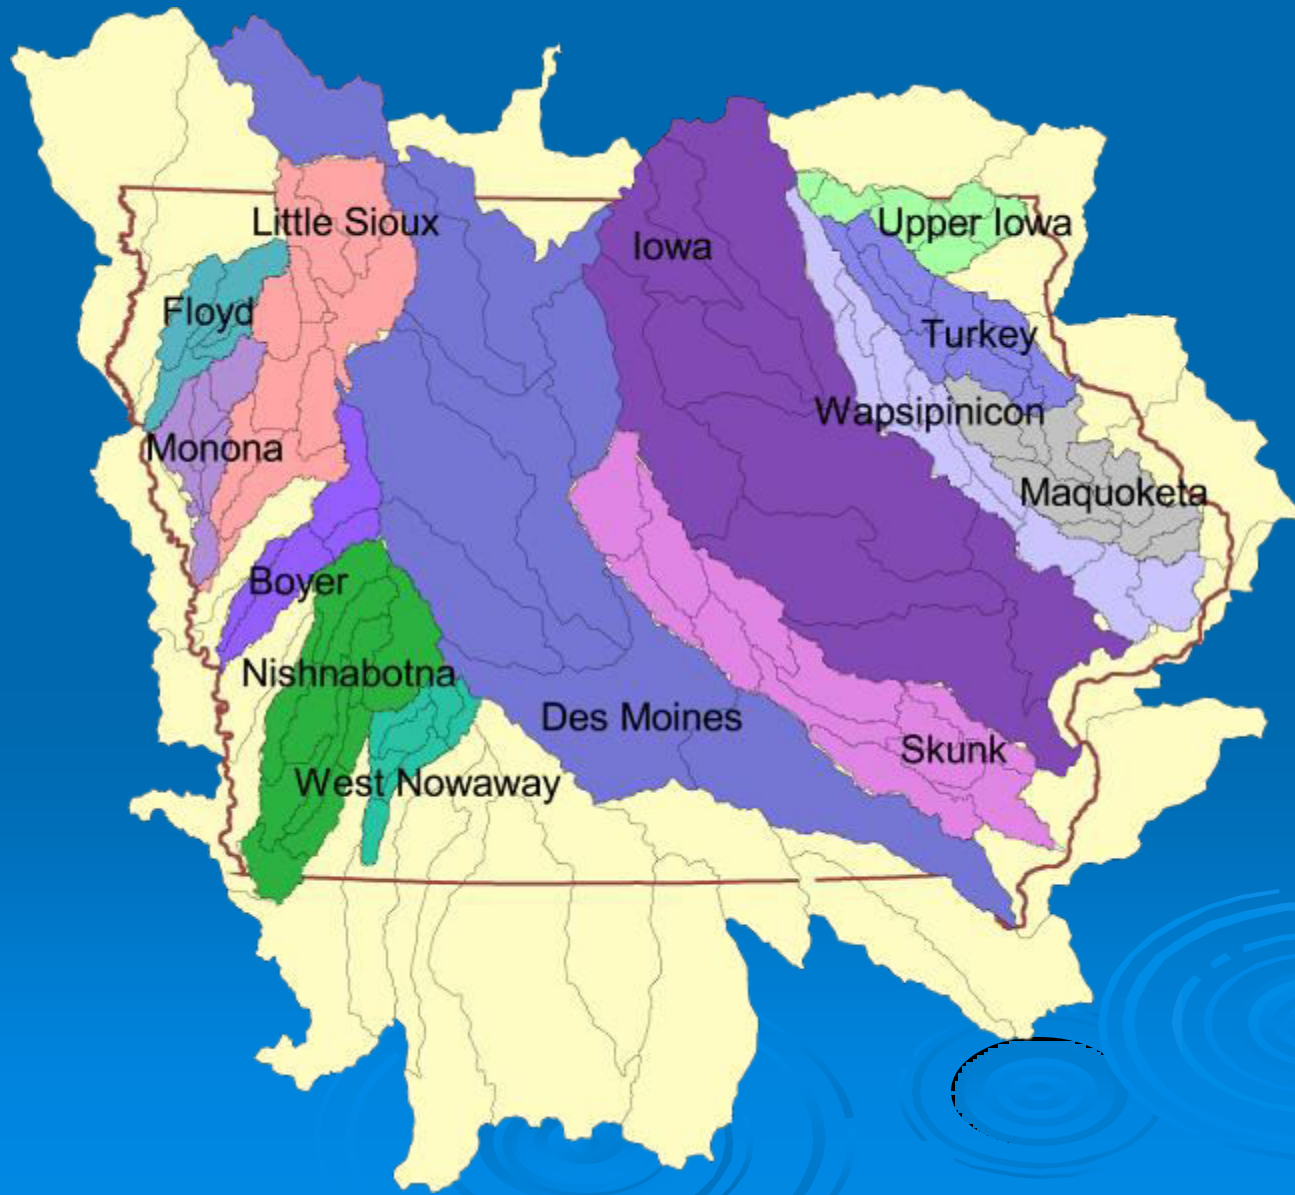 Little Sioux
Upper Iowa
Iowa
Floyd
Turkey
Wapsipinicon
Monona
Maquoketa
Boyer
Nishnabotna
Des Moines
Skunk
West Nowaway